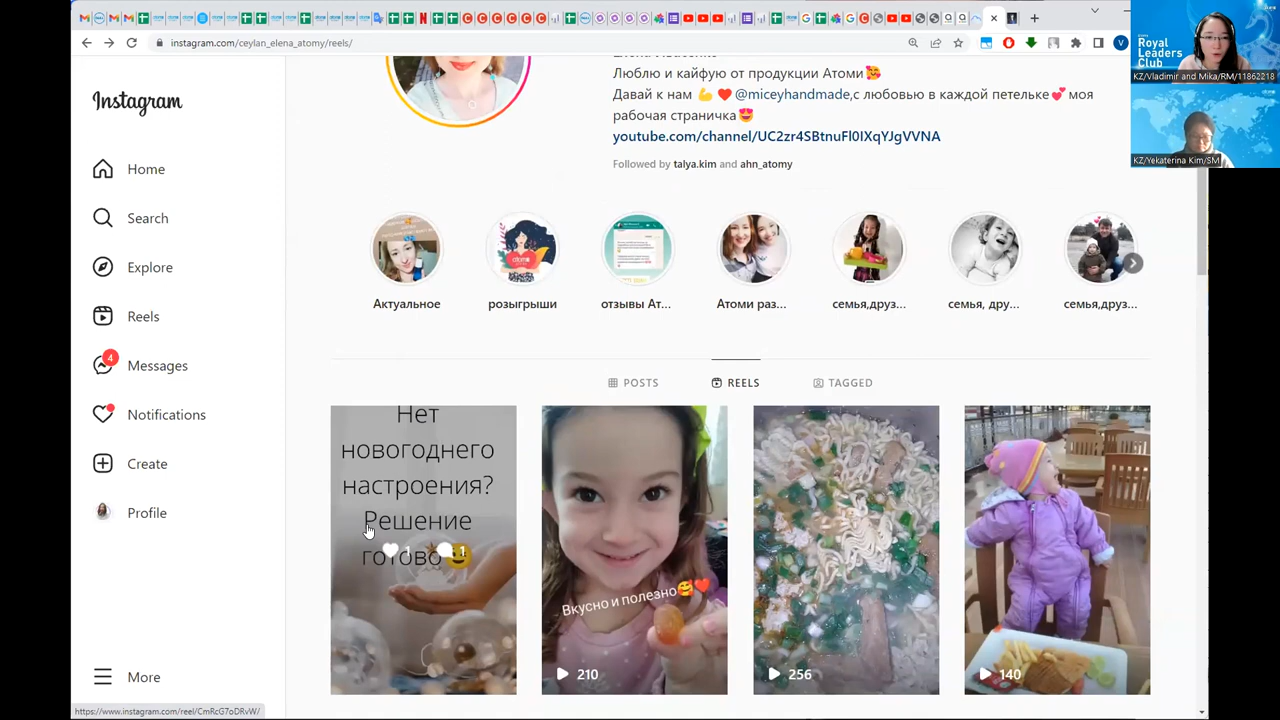 instagram.com/ceylan_elena_atomy/reels/
Royal
Leaders
Club
KZ/Vladimir and Mika/RM/11862218
KZ/Yekaterina Kim/SM
Instagram
Home
Search
Explore
Reels
4
Messages
Notifications
Create
Profile
More
Люблю и кайфую от продукции Атоми🥰
Давай к нам 💪 ❤️ @miceyhandmade,с любовью в каждой петельке💞 моя
рабочая страничка😍
youtube.com/channel/UC2zr4SBtnuFl0IXqYJgVVNA
Followed by talya.kim and ahn_atomy
Актуальное
розыгрыши
отзывы Ат...
Атоми раз...
семья,друз...
семья, дру...
семья,друз...
POSTS
REELS
TAGGED
Нет
новогоднего
настроения?
Решение
готово😉
1
1
Вкусно и полезно🥰❤️
210
256
140
https://www.instagram.com/reel/CmRcG7oDRvW/